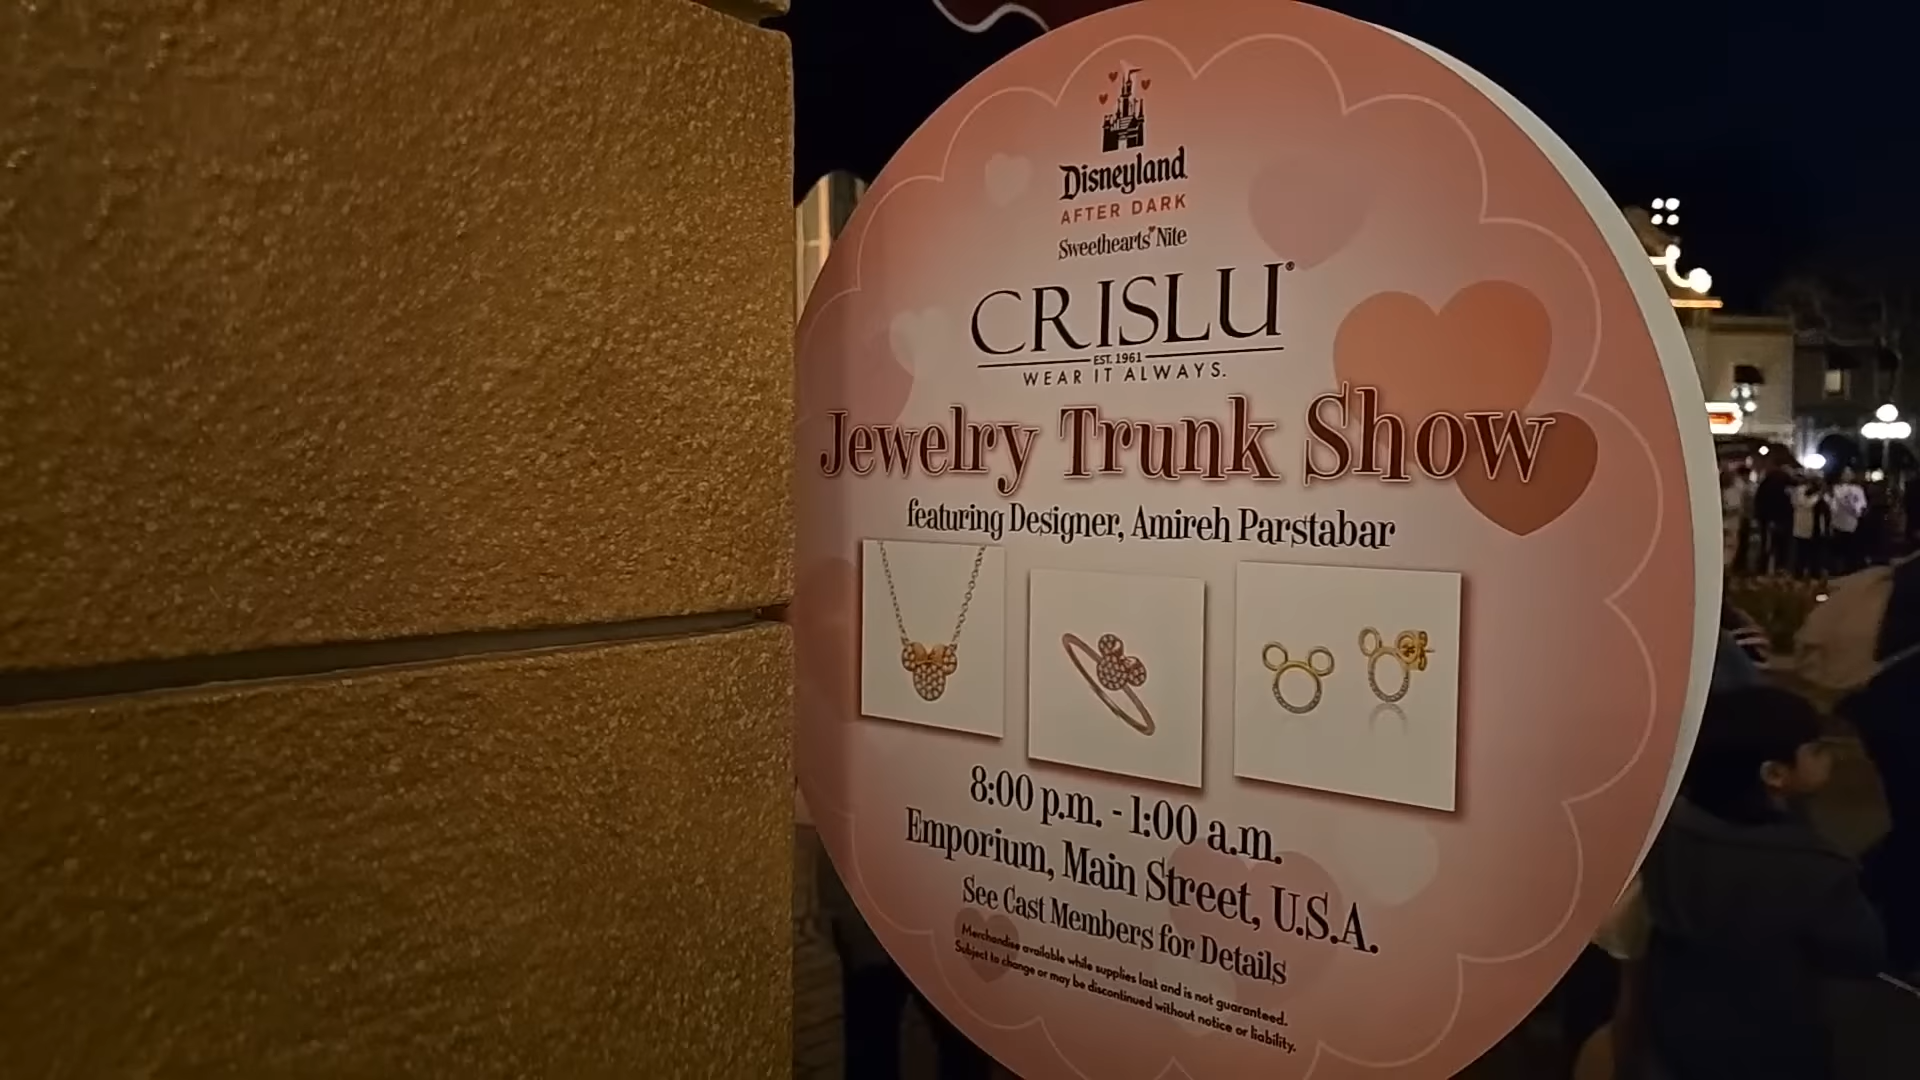 Disneyland
AFTER DARK
Sweethearts' Nite
CRISLU®
EST. 1961
WEAR IT ALWAYS.
Jewelry Trunk Show
featuring Designer, Amireh Parstabar
8:00 p.m. - 1:00 a.m.
Emporium, Main Street, U.S.A.
See Cast Members for Details
Merchandise available while supplies last and is not guaranteed.
Subject to change or may be discontinued without notice or liability.